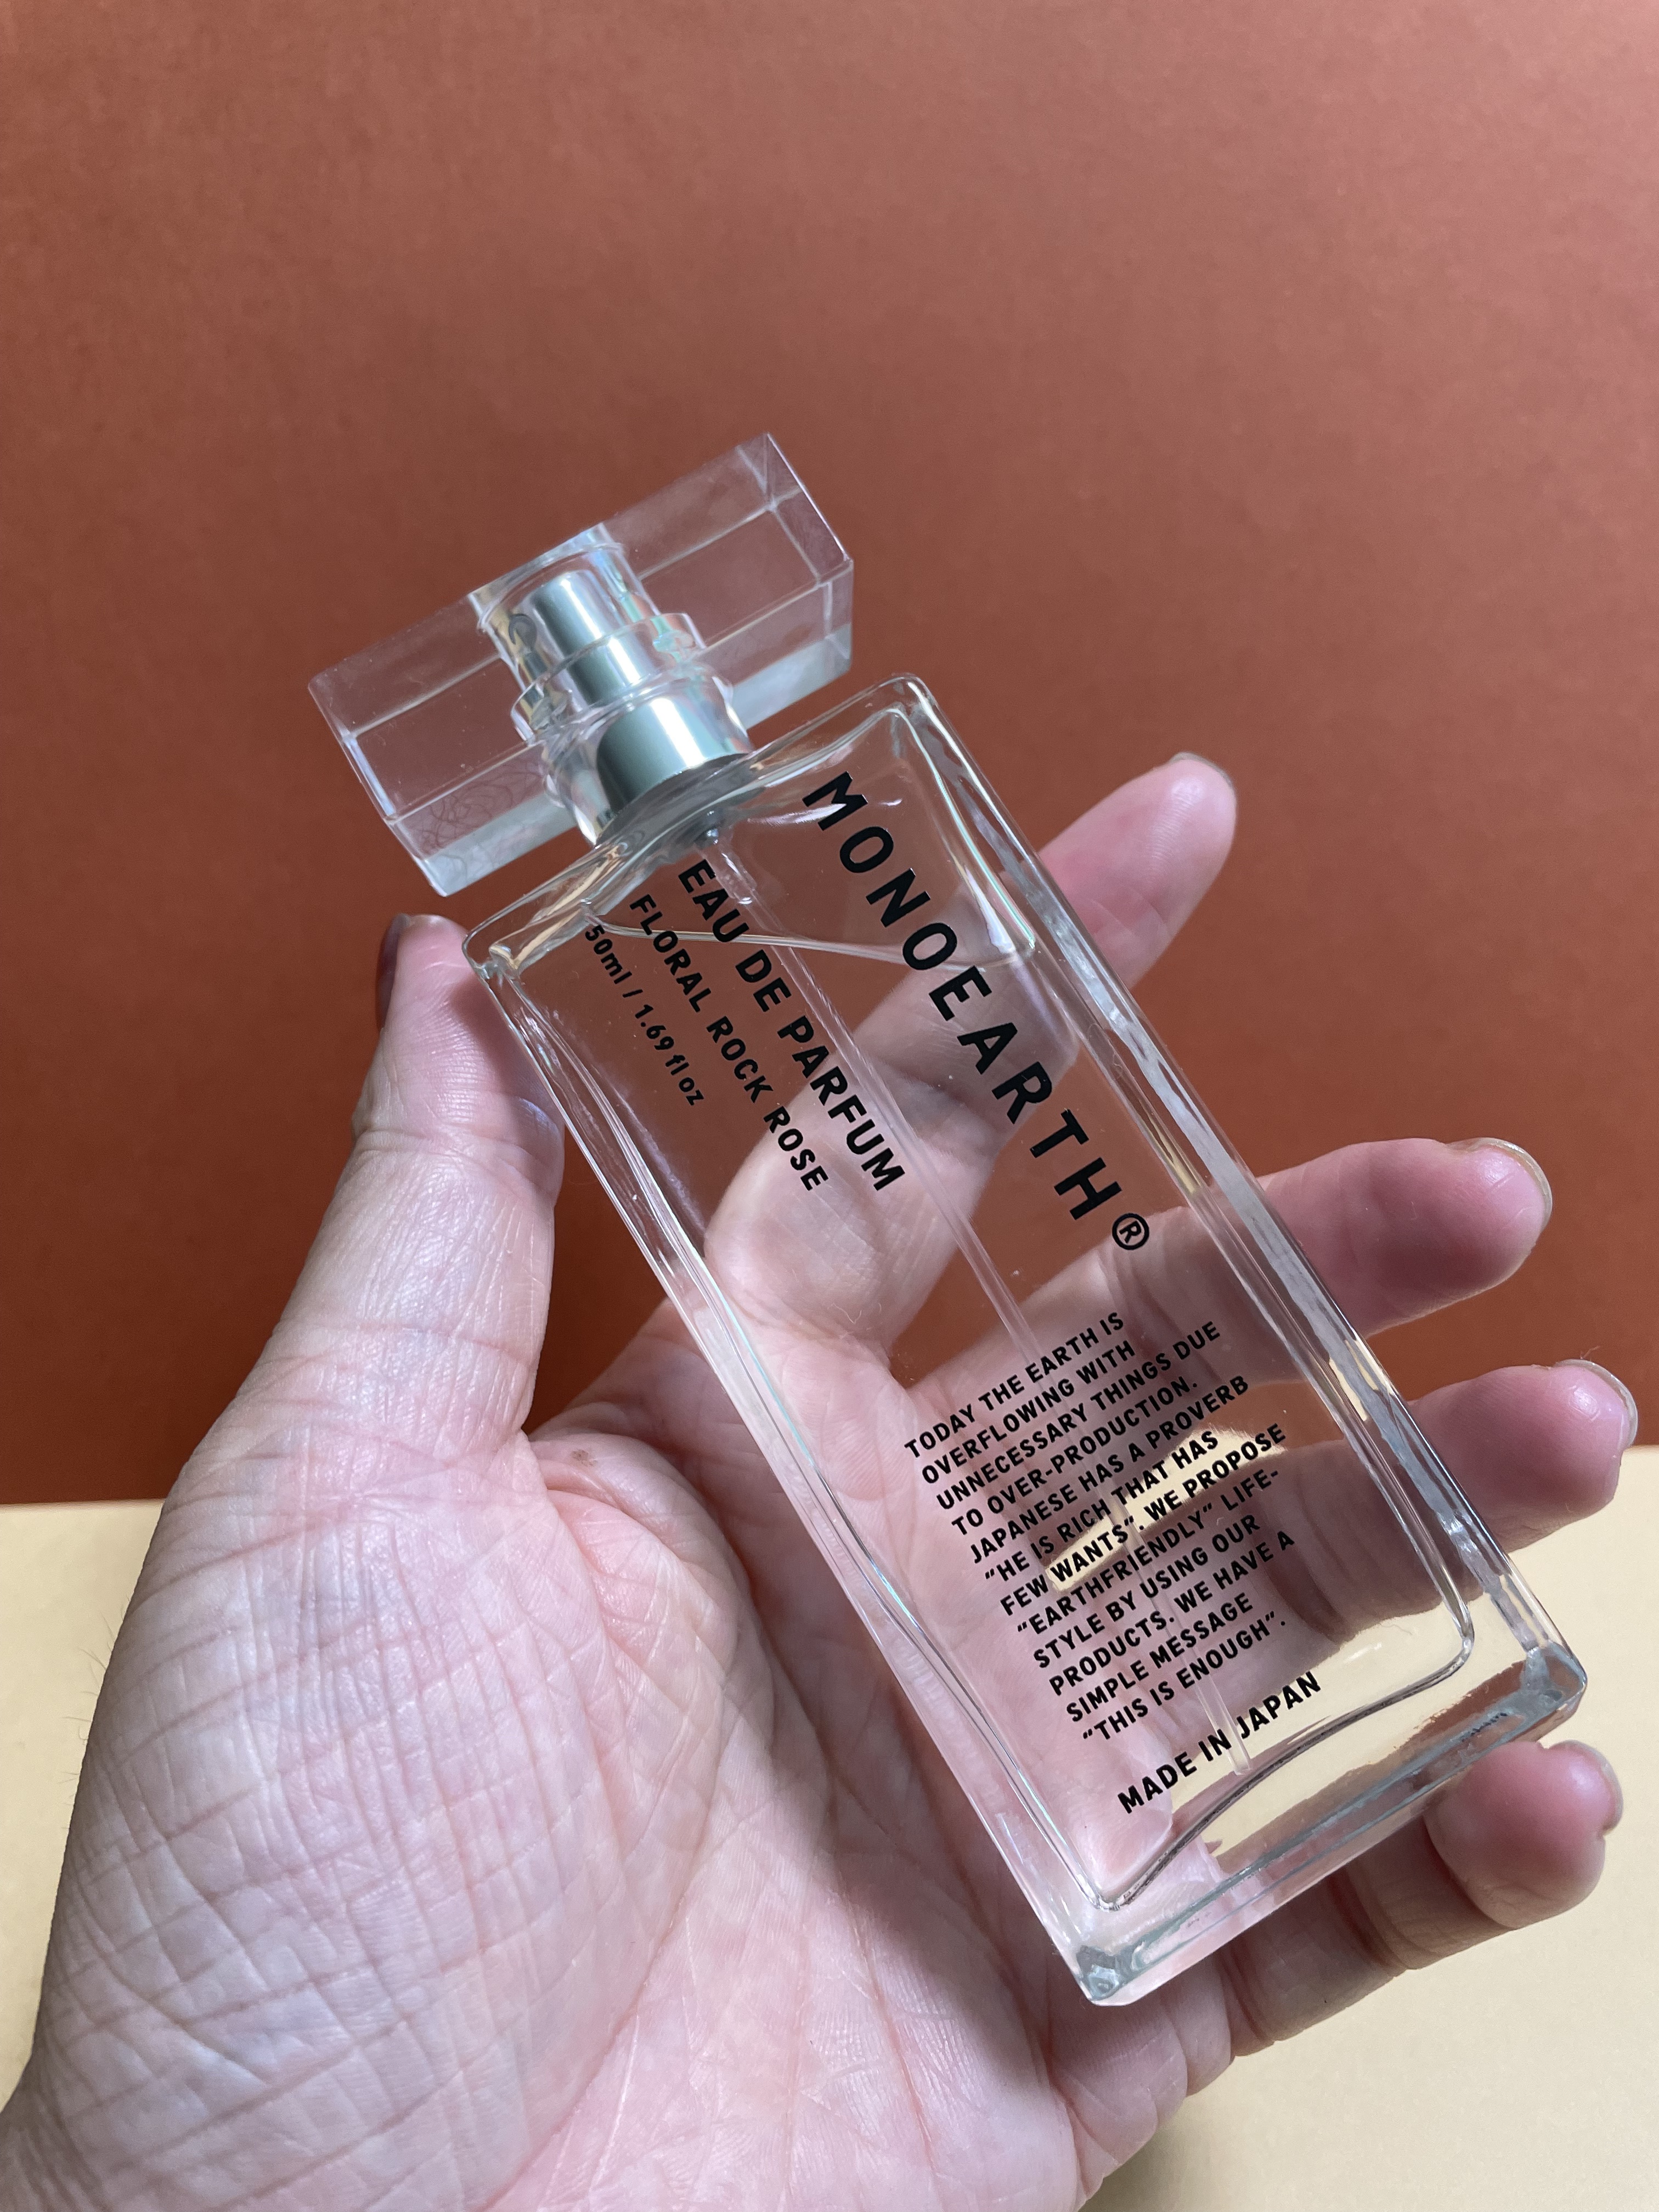 MONOEARTH®
EAU DE PARFUM
FLORAL ROCK ROSE
50ml / 1.69 fl oz
TODAY THE EARTH IS
OVERFLOWING WITH
UNNECESSARY THINGS DUE
TO OVER-PRODUCTION.
JAPANESE HAS A PROVERB
"HE IS RICH THAT HAS
FEW WANTS". WE PROPOSE
"EARTHFRIENDLY" LIFE-
STYLE BY USING OUR
PRODUCTS. WE HAVE A
SIMPLE MESSAGE
"THIS IS ENOUGH".
MADE IN JAPAN